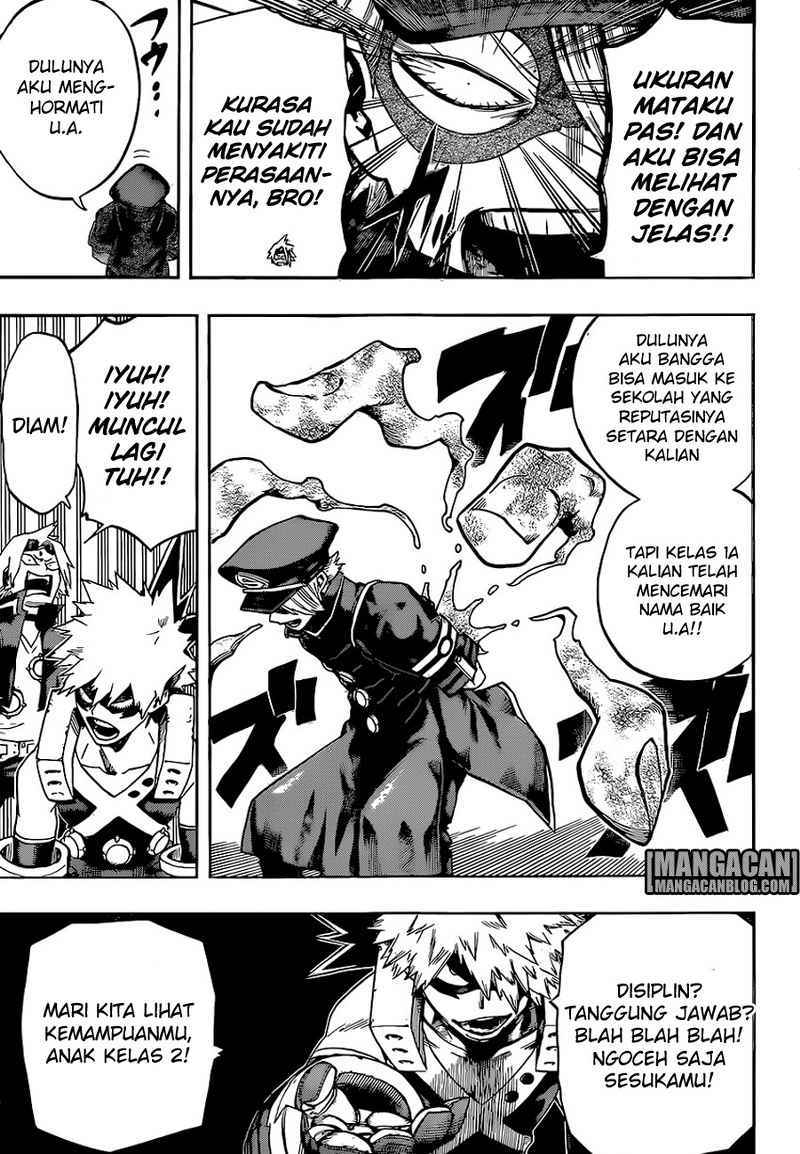 UKURAN
MATAKU
PAS! DAN
AKU BISA
MELIHAT
DENGAN
JELAS!!
KURASA
KAU SUDAH
MENYAKITI
PERASAAN-
NYA, BRO!
フウ...
DULUNYA
AKU MENG-
HORMATI
U.A.
DULUNYA
AKU BANGGA
BISA MASUK KE
SEKOLAH YANG
REPUTASINYA
SETARA DENGAN
KALIAN
TAPI KELAS 1A
KALIAN TELAH
MENCEMARI
NAMA BAIK
U.A!!
IYUH!
IYUH!
MUNCUL
LAGI
TUH!!
DIAM!
[MANGACAN]
MANGACANBLOG.COM
DISIPLIN?
TANGGUNG JAWAB?
BLAH BLAH BLAH!
NGOCEH SAJA
SESUKAMU!
MARI KITA LIHAT
KEMAMPUANMU,
ANAK KELAS 2!